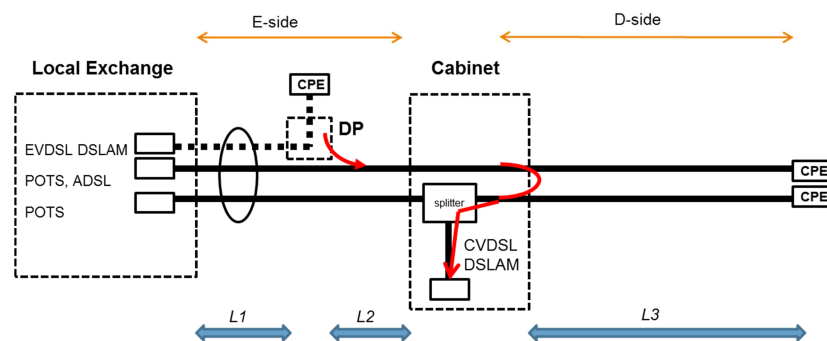 E-side
D-side
Local Exchange
Cabinet
CPE
DP
EVDSL DSLAM
POTS, ADSL
CPE
POTS
splitter
CPE
CVDSL
DSLAM
L1
L2
L3